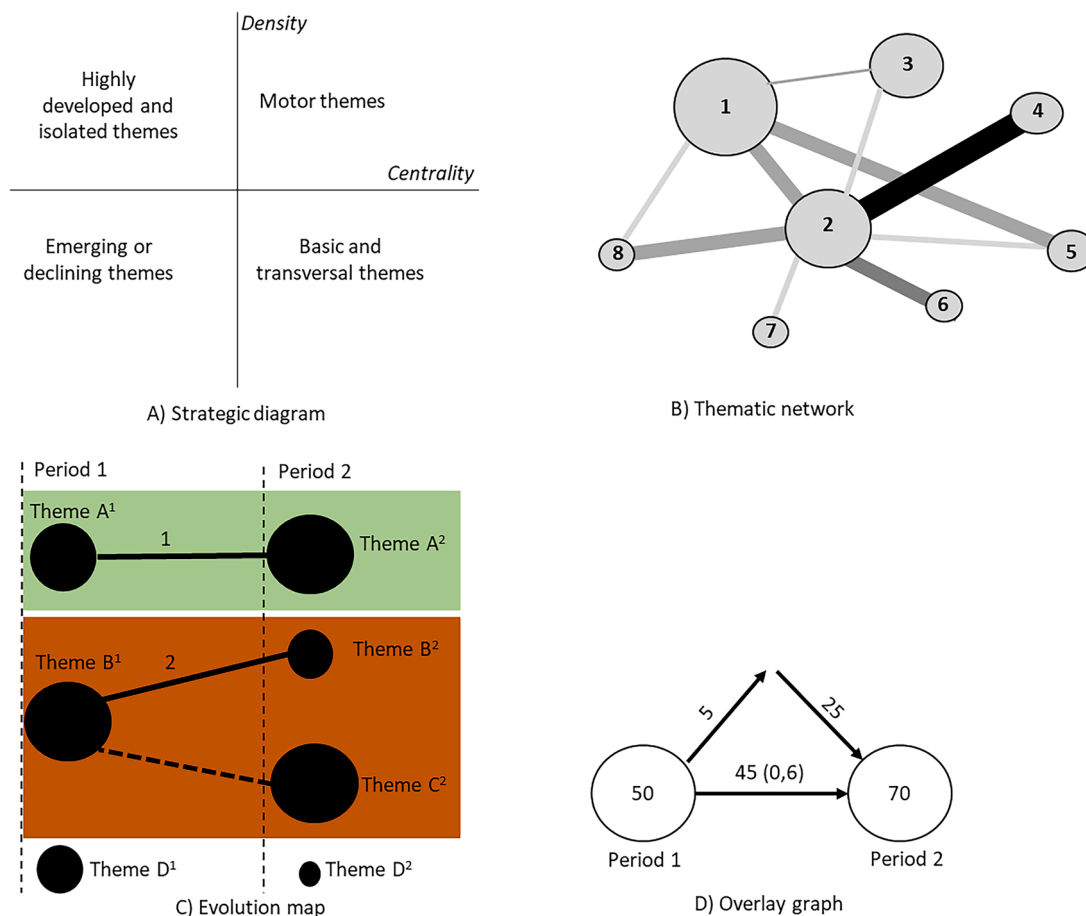 Density
Highly
developed and
isolated themes
Motor themes
Centrality
Emerging or
declining themes
Basic and
transversal themes
A) Strategic diagram
1
3
4
2
5
8
6
7
B) Thematic network
Period 1
Period 2
Theme A¹
1
Theme A²
Theme B¹
2
Theme B²
Theme C²
Theme D¹
Theme D²
C) Evolution map
5
25
45 (0,6)
50
70
Period 1
Period 2
D) Overlay graph